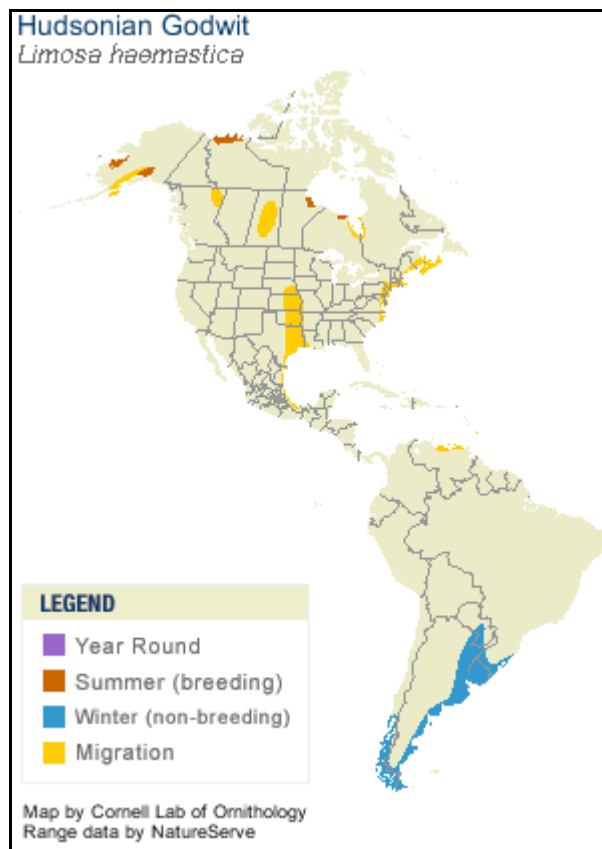 Hudsonian Godwit
Limosa haemastica
LEGEND
Year Round
Summer (breeding)
Winter (non-breeding)
Migration
Map by Cornell Lab of Ornithology
Range data by NatureServe